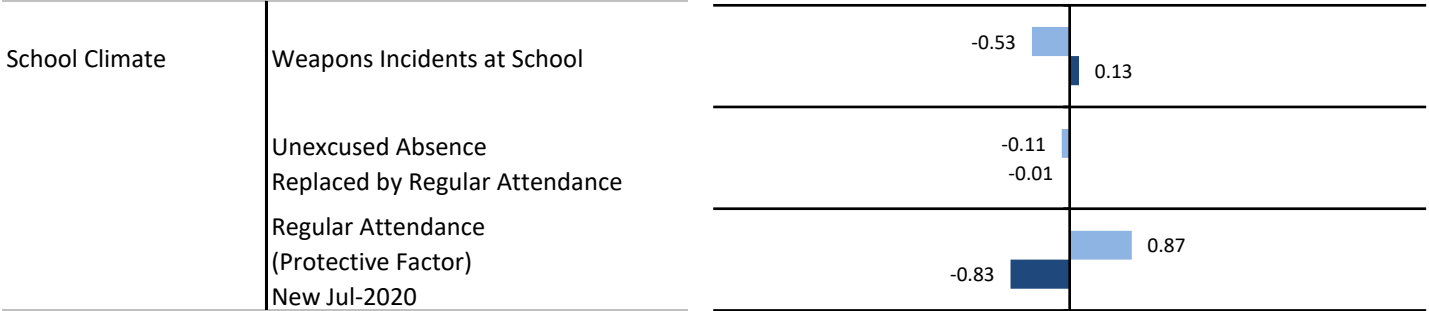 School Climate
Weapons Incidents at School
-0.53
0.13
Unexcused Absence
Replaced by Regular Attendance
-0.11
-0.01
Regular Attendance
(Protective Factor)
New Jul-2020
0.87
-0.83